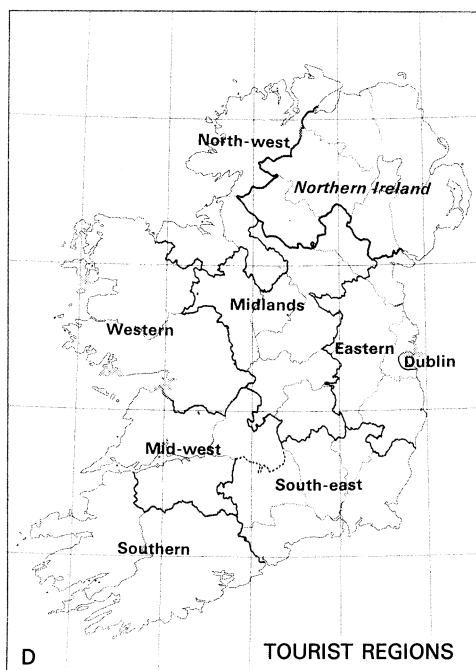 North-west
Northern Ireland
Midlands
Western
Eastern
Dublin
Mid-west
South-east
Southern
D
TOURIST REGIONS